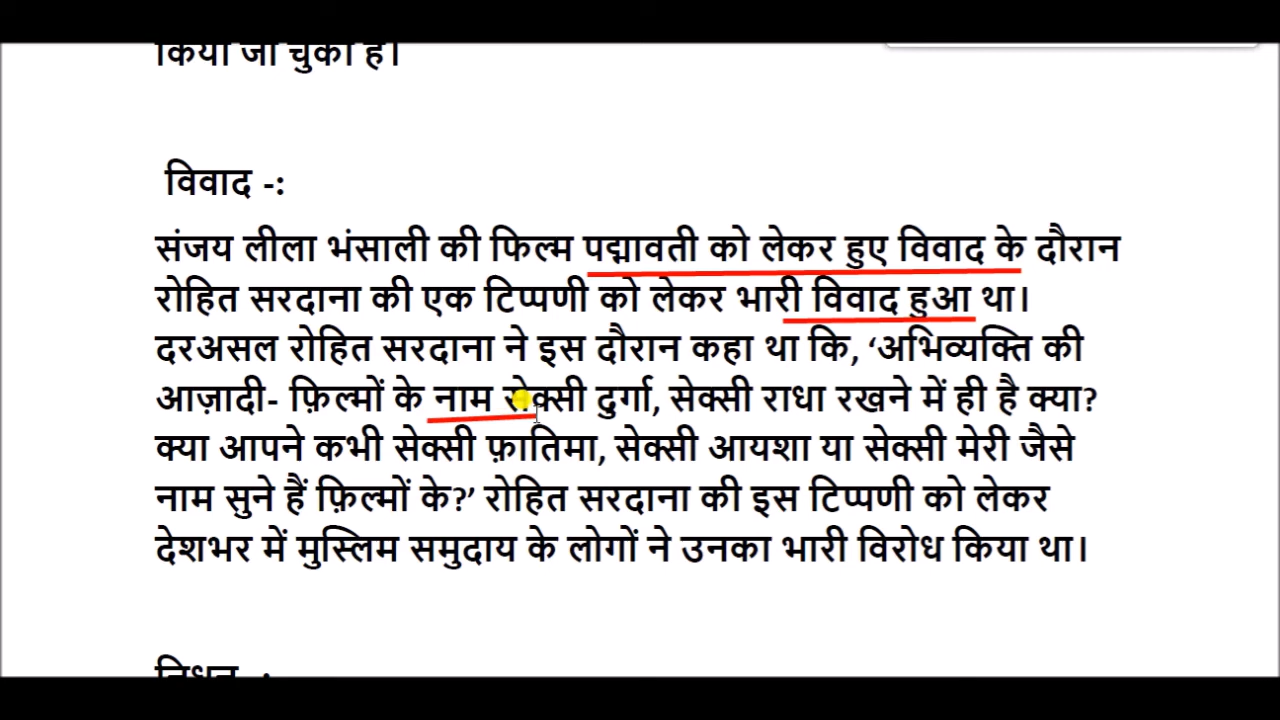 किया जा चुका है।
विवाद -:
संजय लीला भंसाली की फिल्म पद्मावती को लेकर हुए विवाद के दौरान
रोहित सरदाना की एक टिप्पणी को लेकर भारी विवाद हुआ था।
दरअसल रोहित सरदाना ने इस दौरान कहा था कि, ‘अभिव्यक्ति की
आज़ादी- फ़िल्मों के नाम सेक्सी दुर्गा, सेक्सी राधा रखने में ही है क्या?
क्या आपने कभी सेक्सी फ़ातिमा, सेक्सी आयशा या सेक्सी मेरी जैसे
नाम सुने हैं फ़िल्मों के?’ रोहित सरदाना की इस टिप्पणी को लेकर
देशभर में मुस्लिम समुदाय के लोगों ने उनका भारी विरोध किया था।
निधन -: